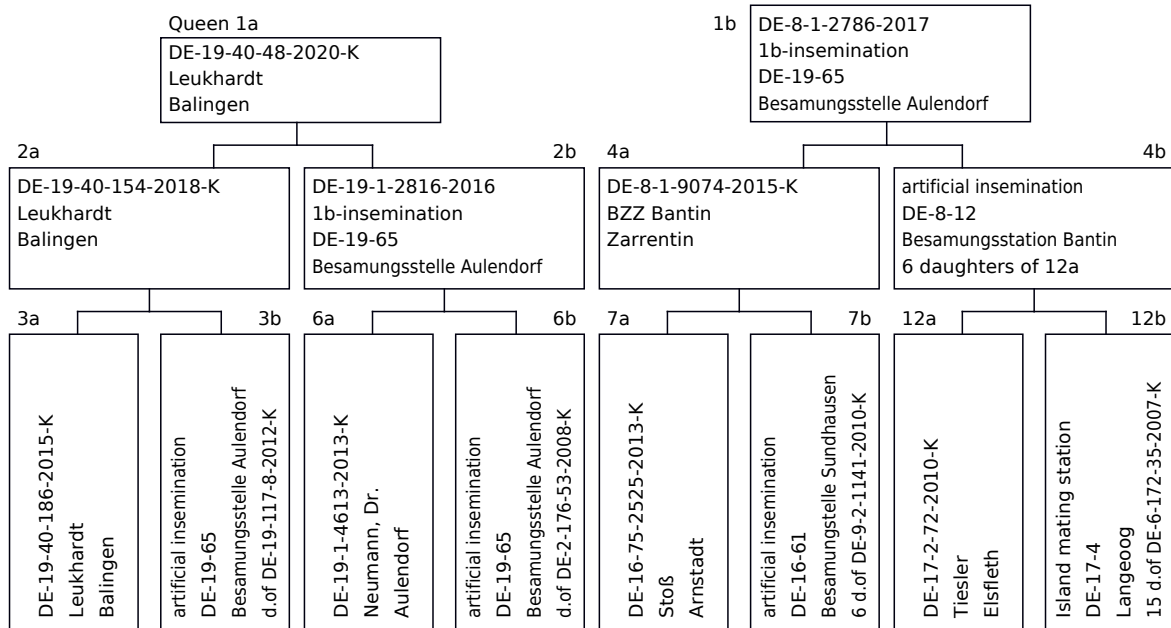 Queen 1a
DE-19-40-48-2020-K
Leukhardt
Balingen
1b
DE-8-1-2786-2017
1b-insemination
DE-19-65
Besamungsstelle Aulendorf
2a
DE-19-40-154-2018-K
Leukhardt
Balingen
2b
DE-19-1-2816-2016
1b-insemination
DE-19-65
Besamungsstelle Aulendorf
4a
DE-8-1-9074-2015-K
BZZ Bantin
Zarrentin
4b
artificial insemination
DE-8-12
Besamungsstation Bantin
6 daughters of 12a
3a
DE-19-40-186-2015-K
Leukhardt
Balingen
3b
artificial insemination
DE-19-65
Besamungsstelle Aulendorf
d.of DE-19-117-8-2012-K
6a
DE-19-1-4613-2013-K
Neumann, Dr.
Aulendorf
6b
artificial insemination
DE-19-65
Besamungsstelle Aulendorf
d.of DE-2-176-53-2008-K
7a
DE-16-75-2525-2013-K
Stoß
Arnstadt
7b
artificial insemination
DE-16-61
Besamungstelle Sundhausen
6 d.of DE-9-2-1141-2010-K
12a
DE-17-2-72-2010-K
Tiesler
Elsfleth
12b
Island mating station
DE-17-4
Langeoog
15 d.of DE-6-172-35-2007-K